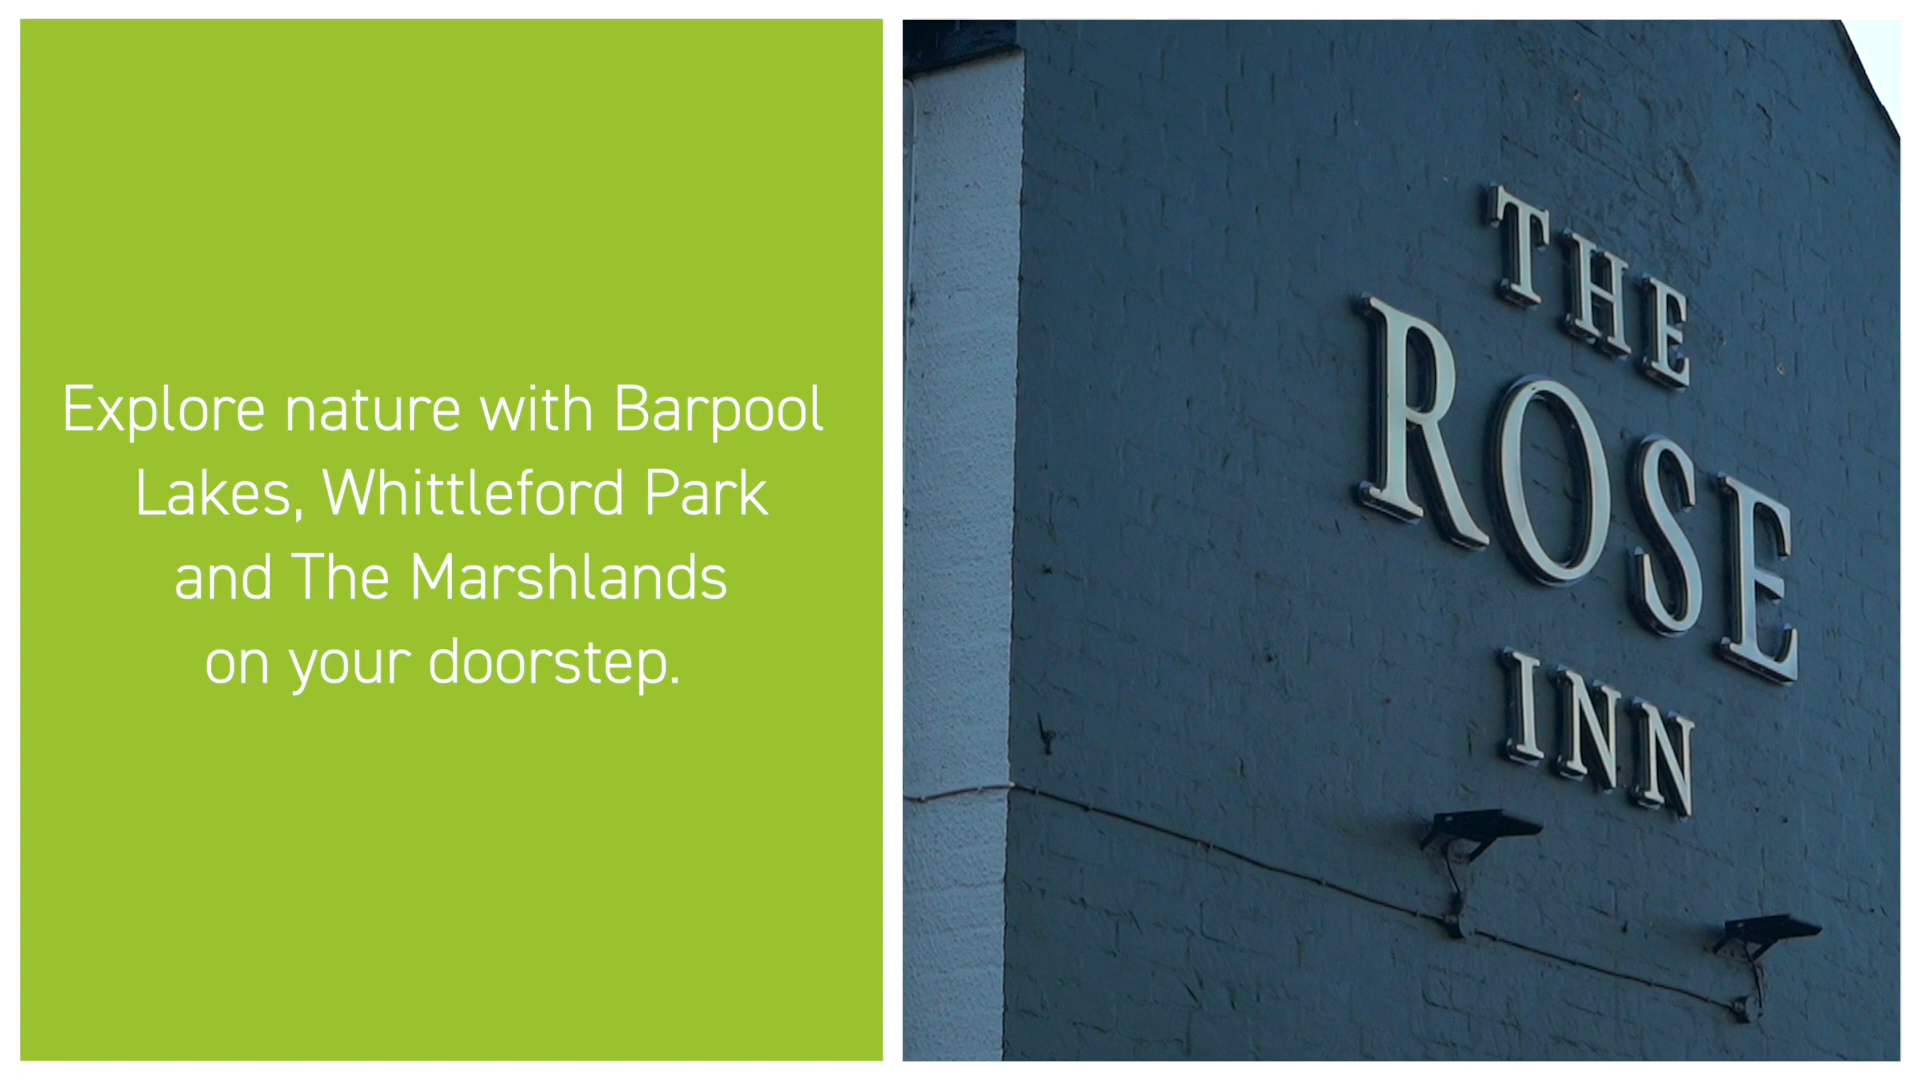 Explore nature with Barpool
Lakes, Whittleford Park
and The Marshlands
on your doorstep.
THE
ROSE
INN